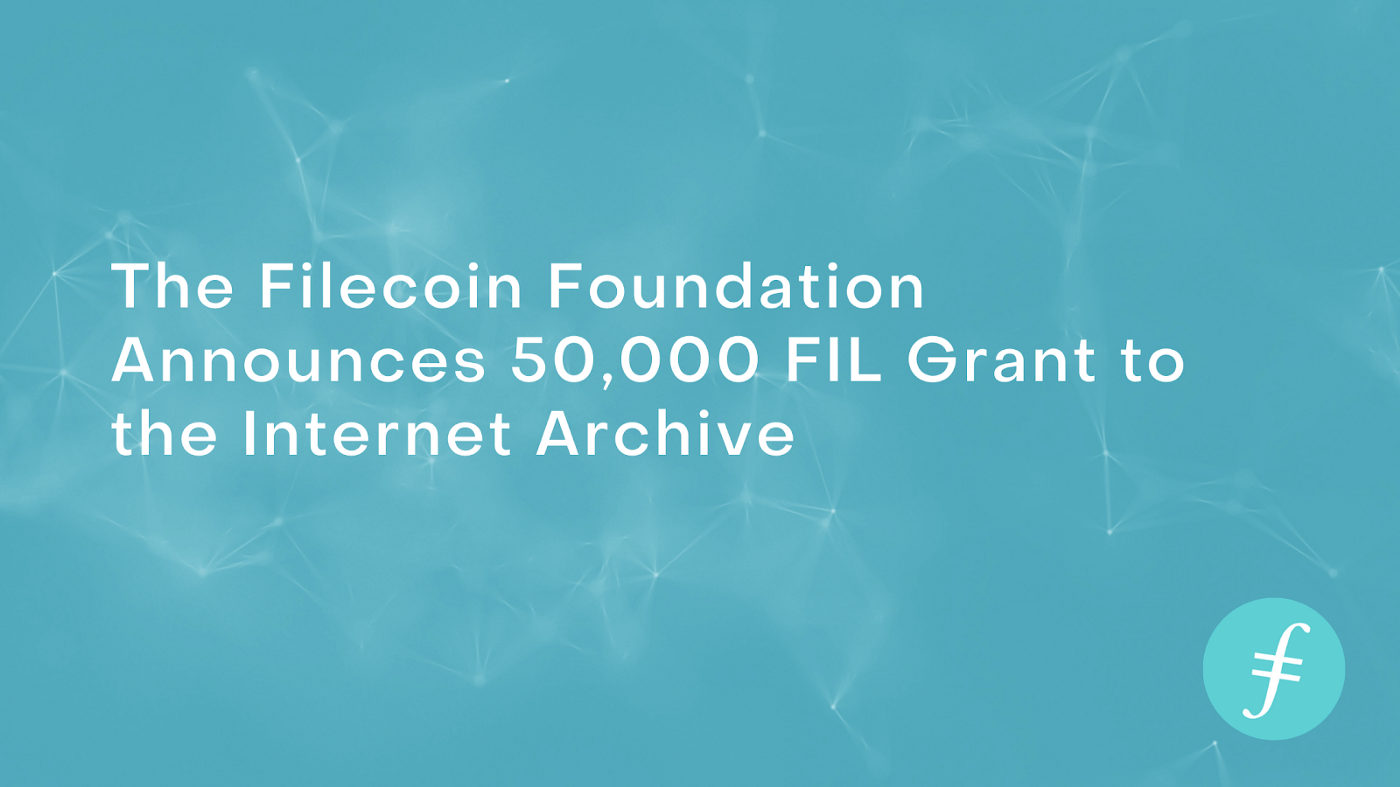 The Filecoin Foundation
Announces 50,000 FIL Grant to
the Internet Archive